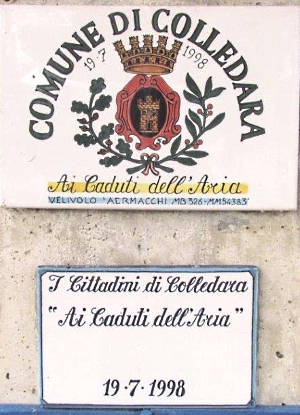 COMUNE DI COLLEDARA
19·7 1998
Ai Caduti dell'Aria
VELIVOLO "AERMACCHI MB 326 - MM54383"
I Cittadini di Colledara
"Ai Caduti dell'Aria"
19·7·1998